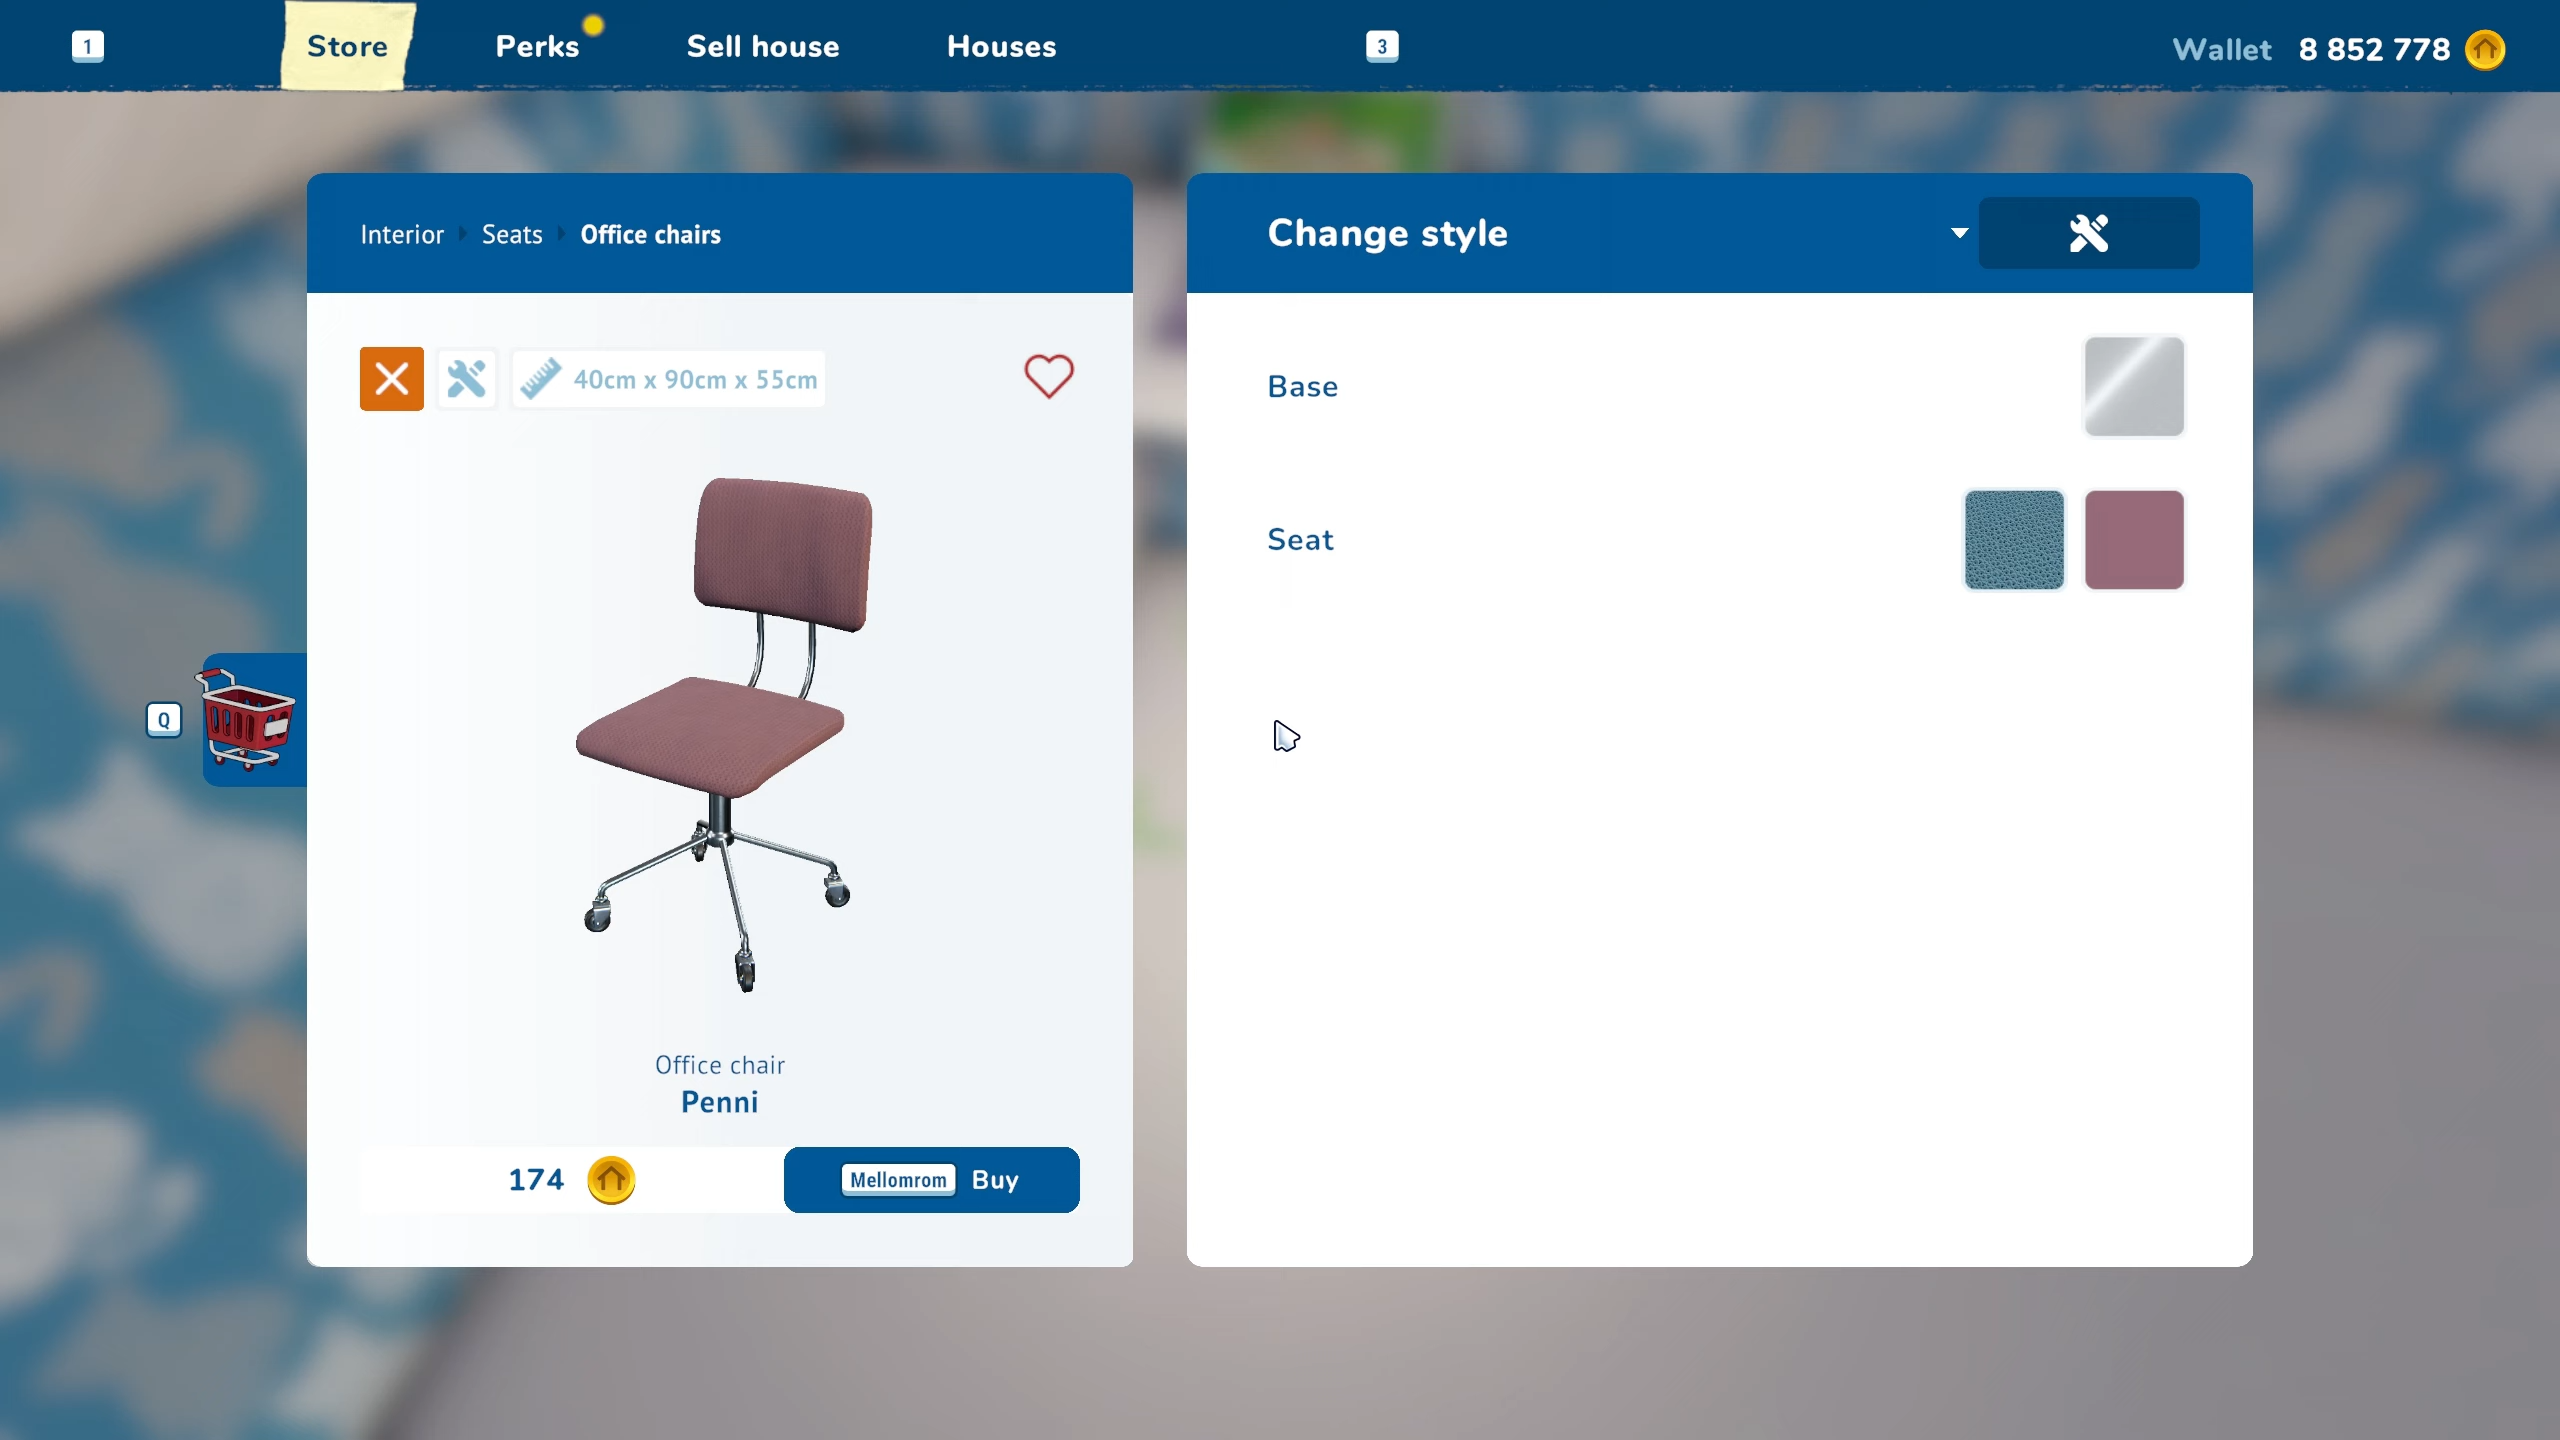 1 Store Perks Sell house Houses 3 Wallet 8 852 778
Interior Seats Office chairs
40cm x 90cm x 55cm
Q
Office chair
Penni
174 Mellomrom Buy
Change style
Base
Seat